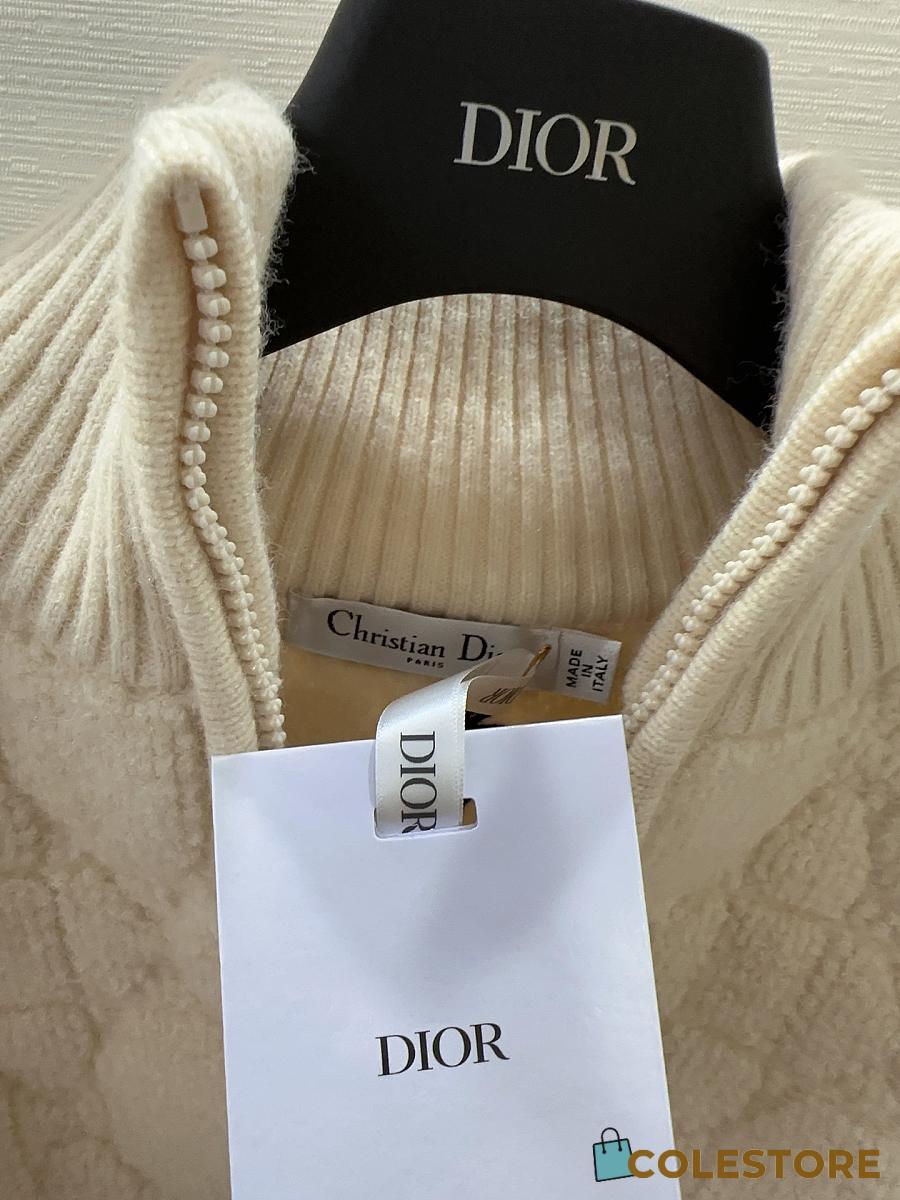 DIOR
Christian Di
PARIS
MADE
IN
ITALY
DIOR
DIOR
COLESTORE